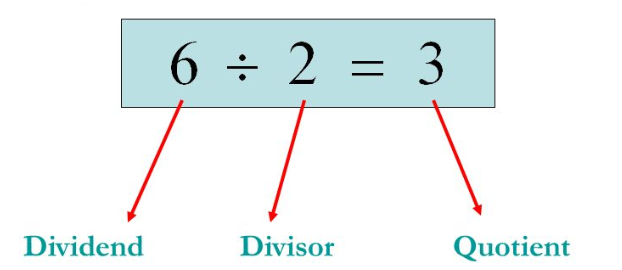 6 ÷ 2 = 3
Dividend Divisor Quotient